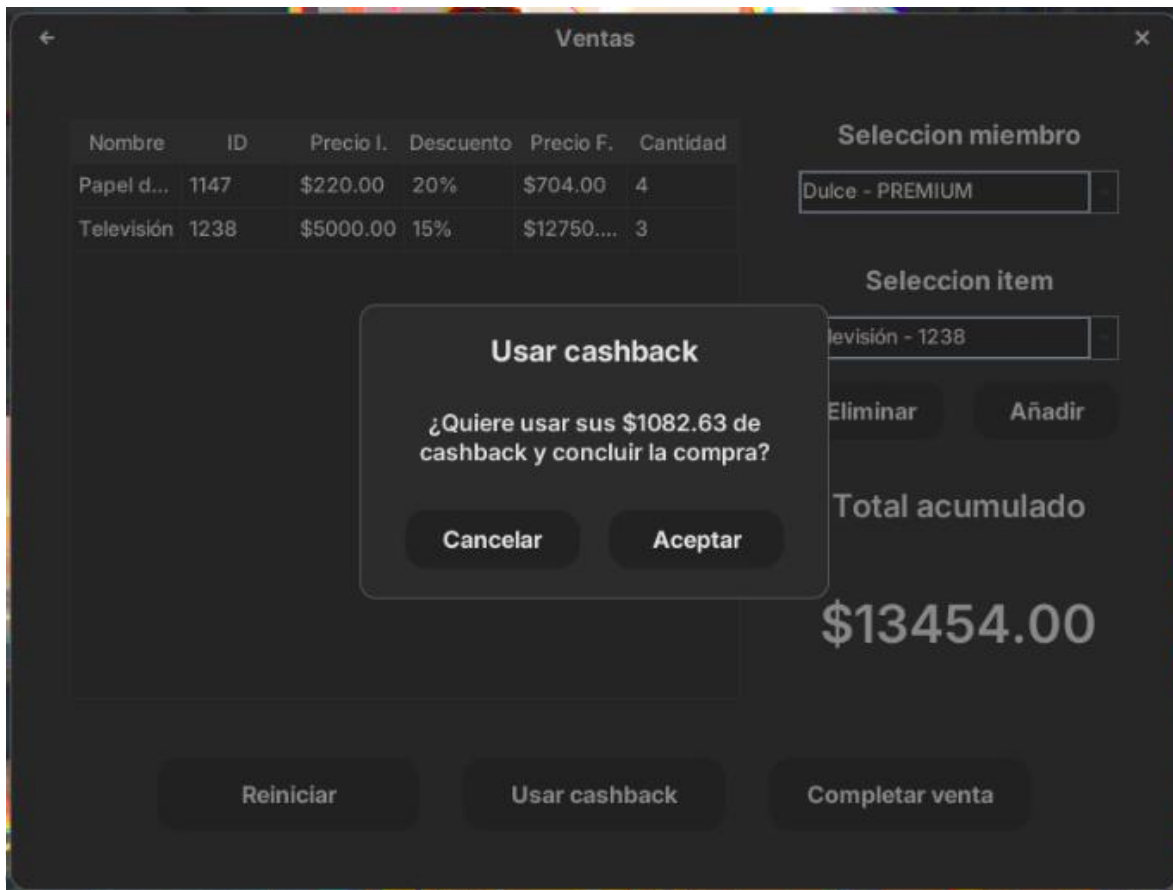 Ventas
Nombre ID Precio I. Descuento Precio F. Cantidad
Papel d... 1147 $220.00 20% $704.00 4
Televisión 1238 $5000.00 15% $12750.... 3
Seleccion miembro
Dulce - PREMIUM
Seleccion item
levisión - 1238
Eliminar Añadir
Usar cashback
¿Quiere usar sus $1082.63 de
cashback y concluir la compra?
Cancelar Aceptar
Total acumulado
$13454.00
Reiniciar Usar cashback Completar venta